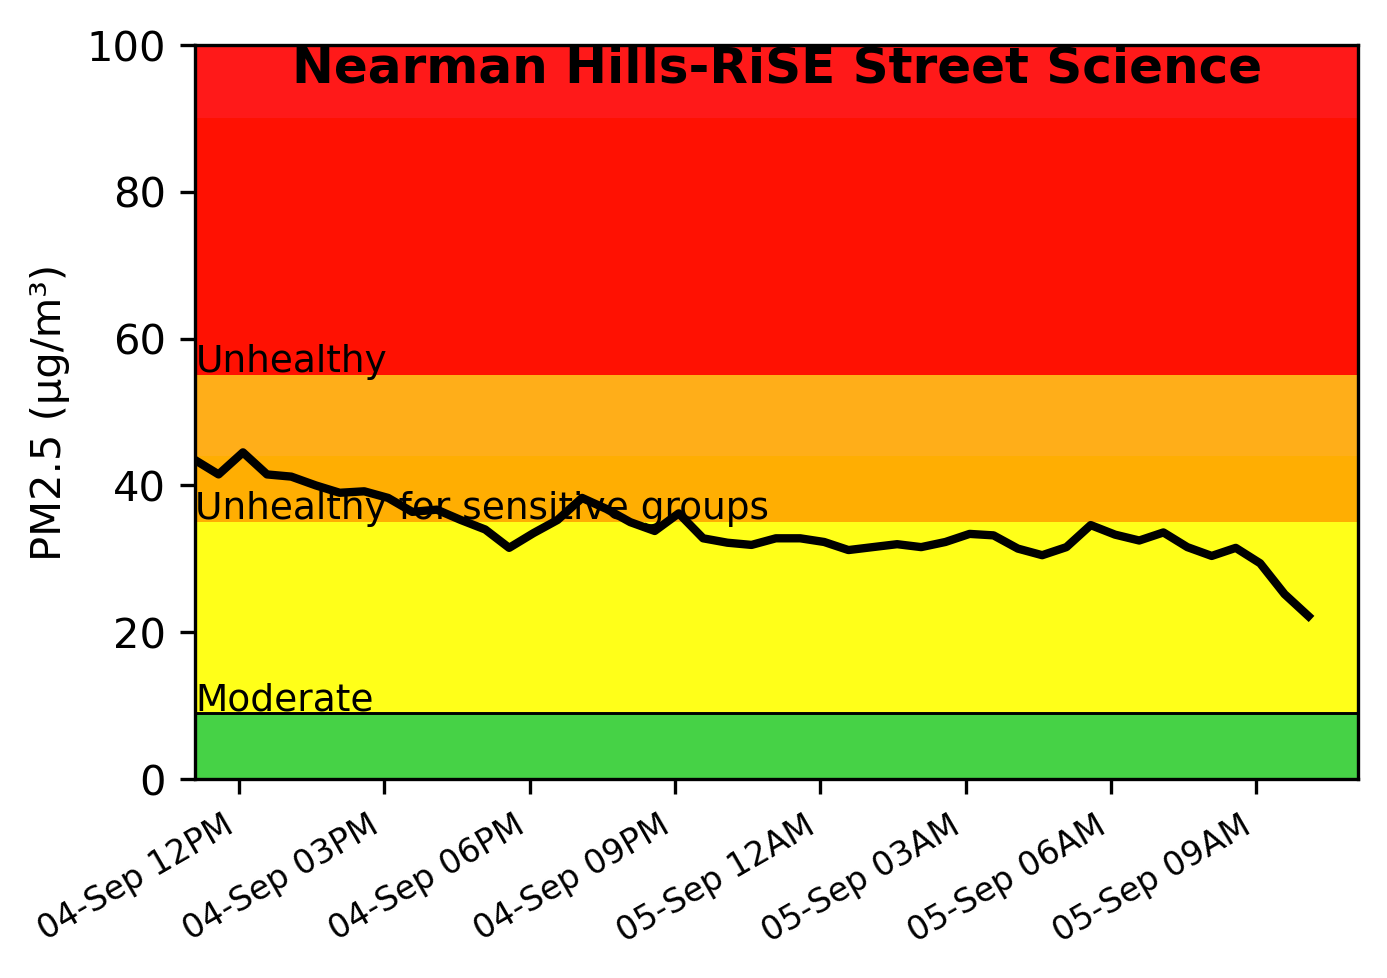 Nearman Hills-RiSE Street Science
PM2.5 (µg/m³)
100
80
60
40
20
0
Unhealthy
Unhealthy for sensitive groups
Moderate
04-Sep 12PM
04-Sep 03PM
04-Sep 06PM
04-Sep 09PM
05-Sep 12AM
05-Sep 03AM
05-Sep 06AM
05-Sep 09AM